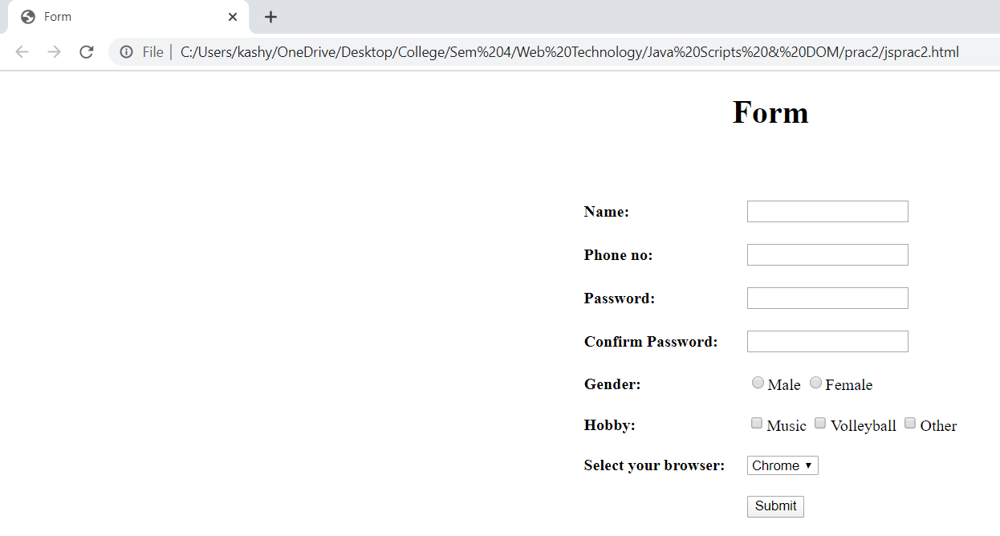 Form
File | C:/Users/kashy/OneDrive/Desktop/College/Sem%204/Web%20Technology/Java%20Scripts%20&%20DOM/prac2/jsprac2.html
Form
Name:
Phone no:
Password:
Confirm Password:
Gender: Male Female
Hobby: Music Volleyball Other
Select your browser: Chrome
Submit